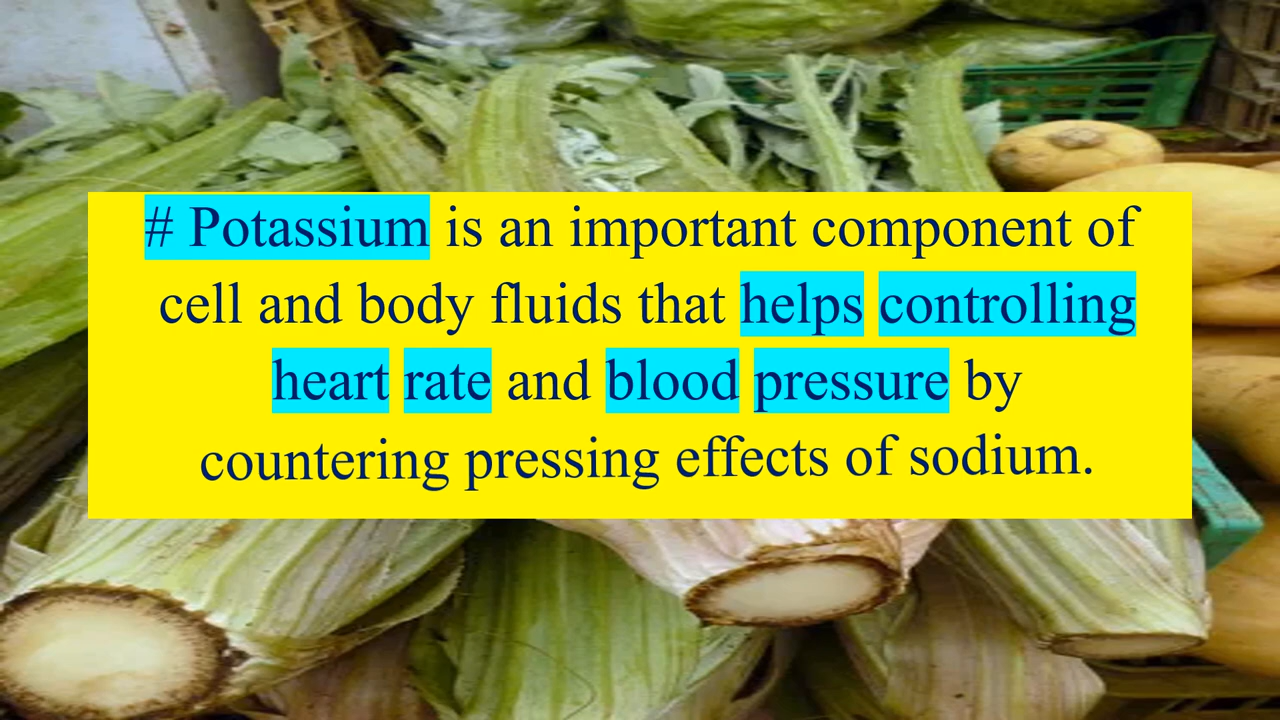 # Potassium is an important component of
cell and body fluids that helps controlling
heart rate and blood pressure by
countering pressing effects of sodium.